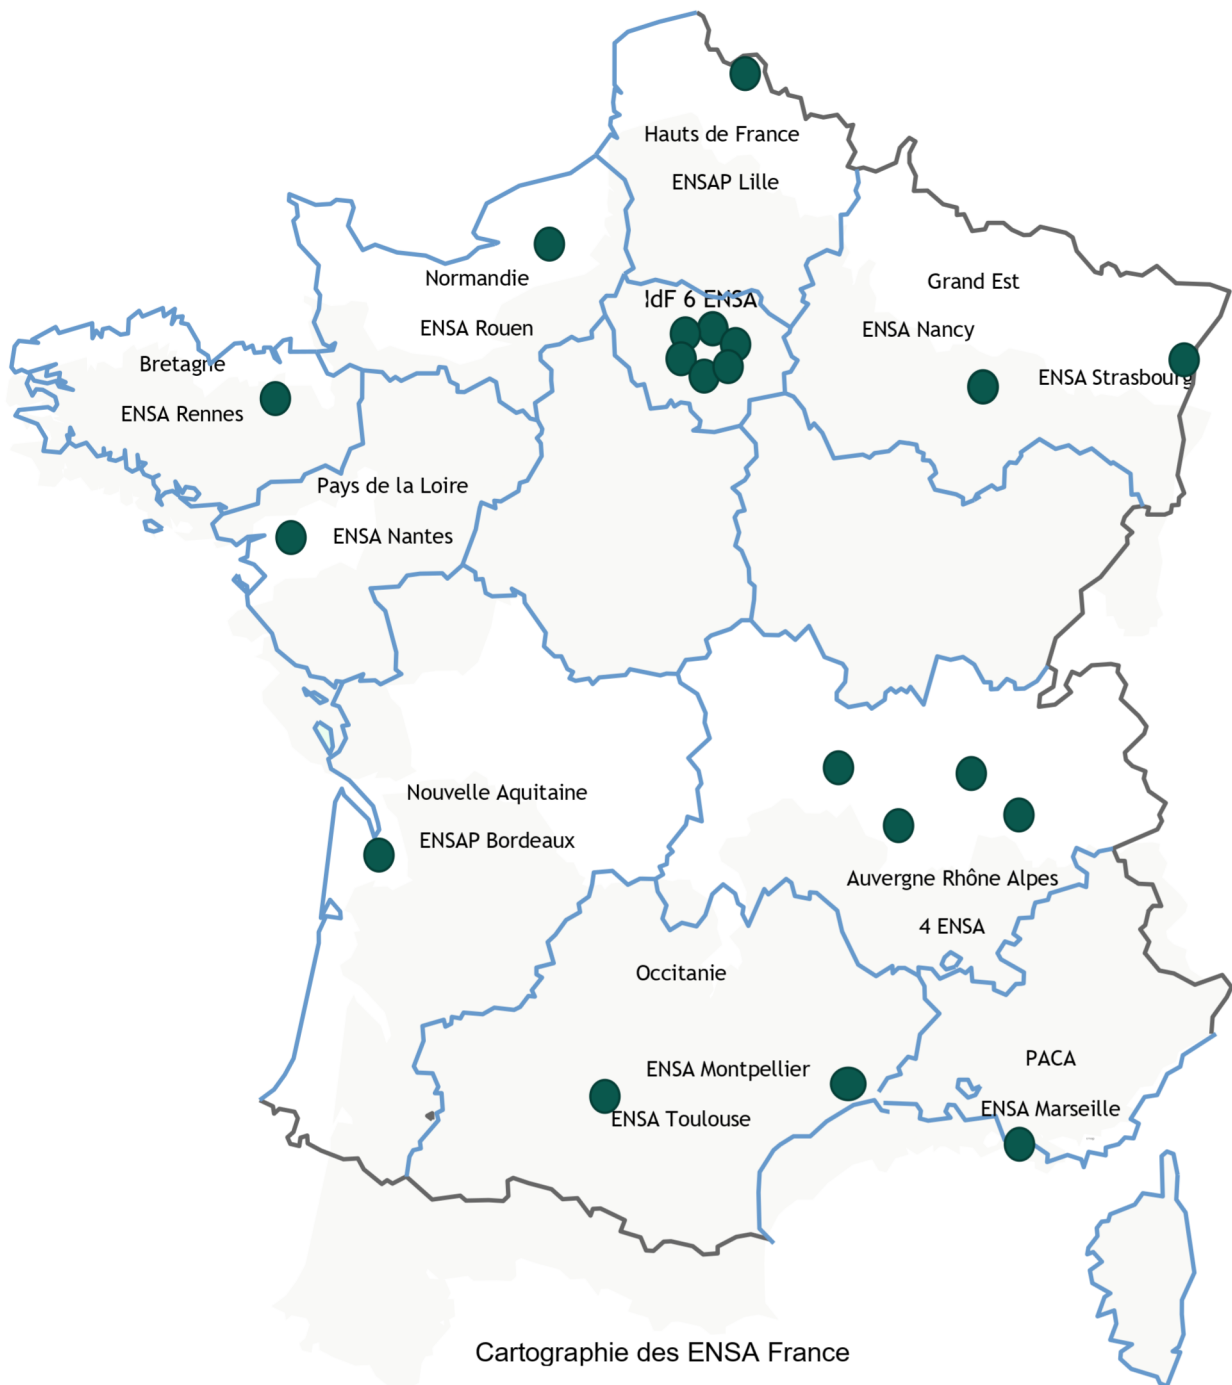 Hauts de France
ENSAP Lille
Normandie
ENSA Rouen
IdF 6 ENSA
Grand Est
ENSA Nancy
ENSA Strasbourg
Bretagne
ENSA Rennes
Pays de la Loire
ENSA Nantes
Nouvelle Aquitaine
ENSAP Bordeaux
Auvergne Rhône Alpes
4 ENSA
Occitanie
ENSA Montpellier
ENSA Toulouse
PACA
ENSA Marseille
Cartographie des ENSA France